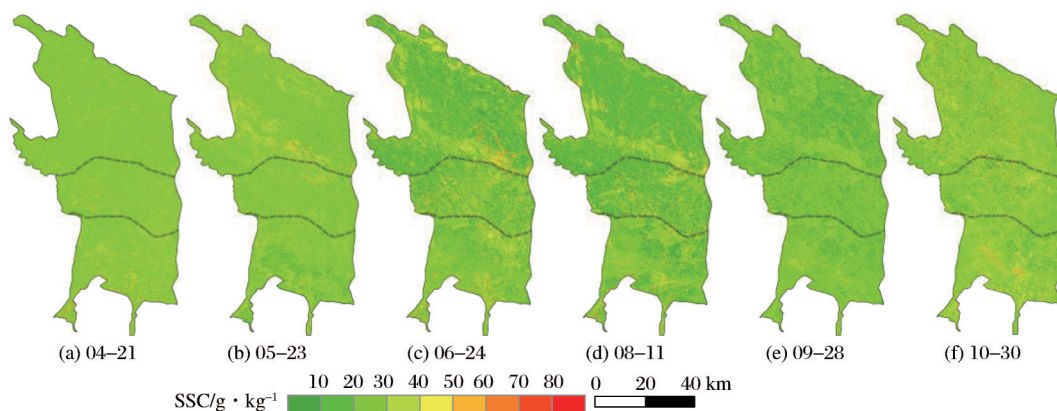 (a) 04–21 (b) 05–23 (c) 06–24 (d) 08–11 (e) 09–28 (f) 10–30
10 20 30 40 50 60 70 80 0 20 40 km
SSC/g · kg⁻¹